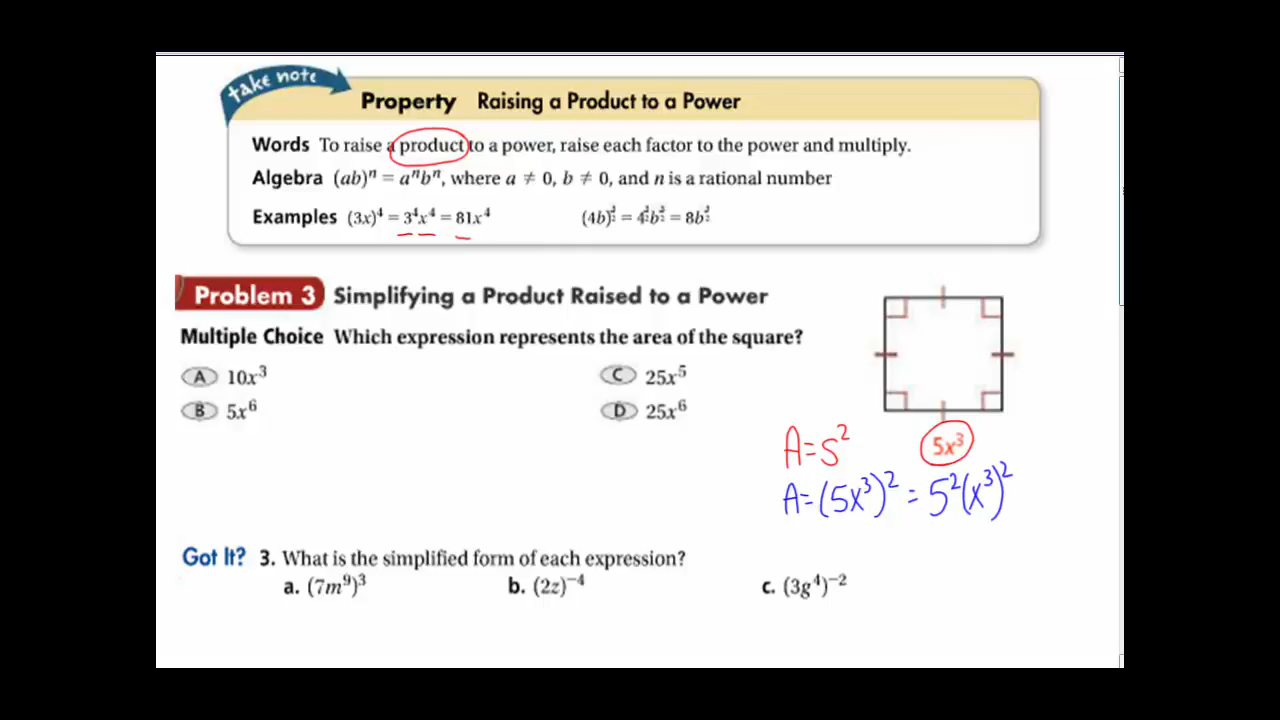 take note
Property Raising a Product to a Power
Words To raise a product to a power, raise each factor to the power and multiply.
Algebra (ab)ⁿ = aⁿbⁿ, where a ≠ 0, b ≠ 0, and n is a rational number
Examples (3x)⁴ = 3⁴x⁴ = 81x⁴
Problem 3 Simplifying a Product Raised to a Power
Multiple Choice Which expression represents the area of the square?
A 10x³ C 25x⁵
B 5x⁶ D 25x⁶
A=s² 5x³
A=(5x³)² = 5²(x³)²
Got It? 3. What is the simplified form of each expression?
a. (7m⁹)³ b. (2z)⁻⁴ c. (3g⁴)⁻²